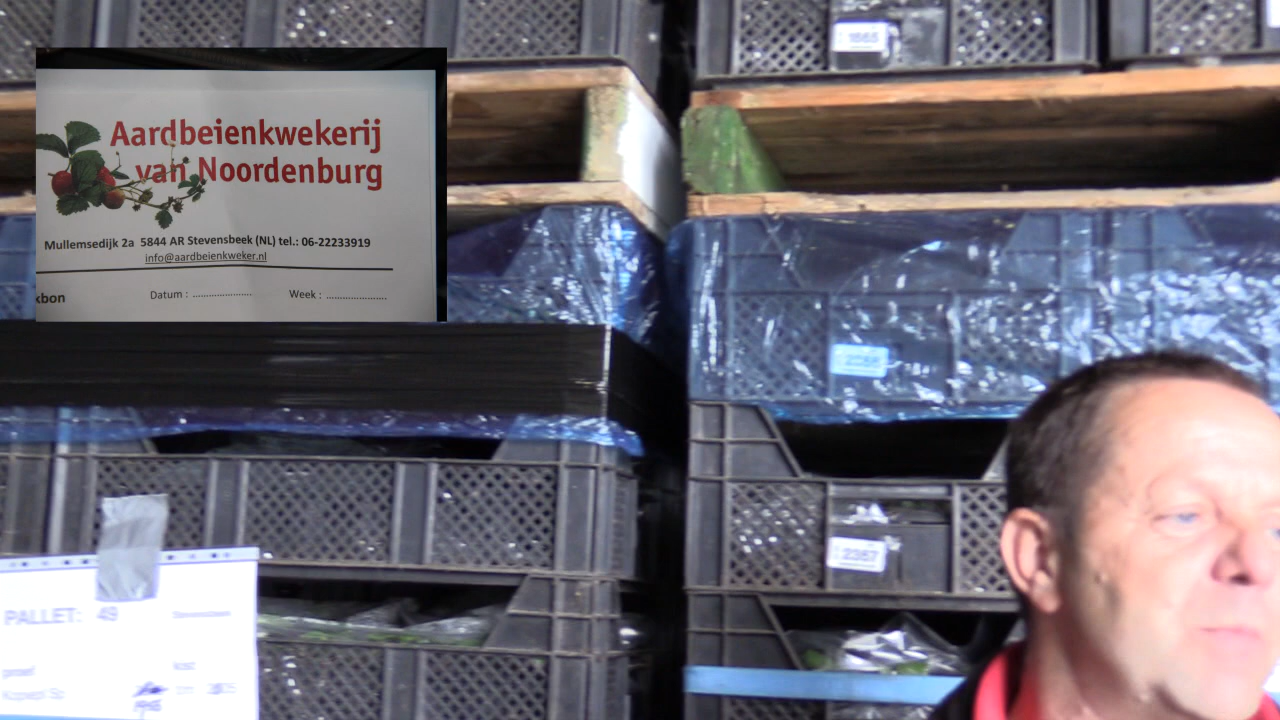 1665
Aardbeienkwekerij
van Noordenburg
Mullemsedijk 2a 5844 AR Stevensbeek (NL) tel.: 06-22233919
info@aardbeienkweker.nl
kbon Datum : ..................... Week : ......................
2367
PALLET: 49